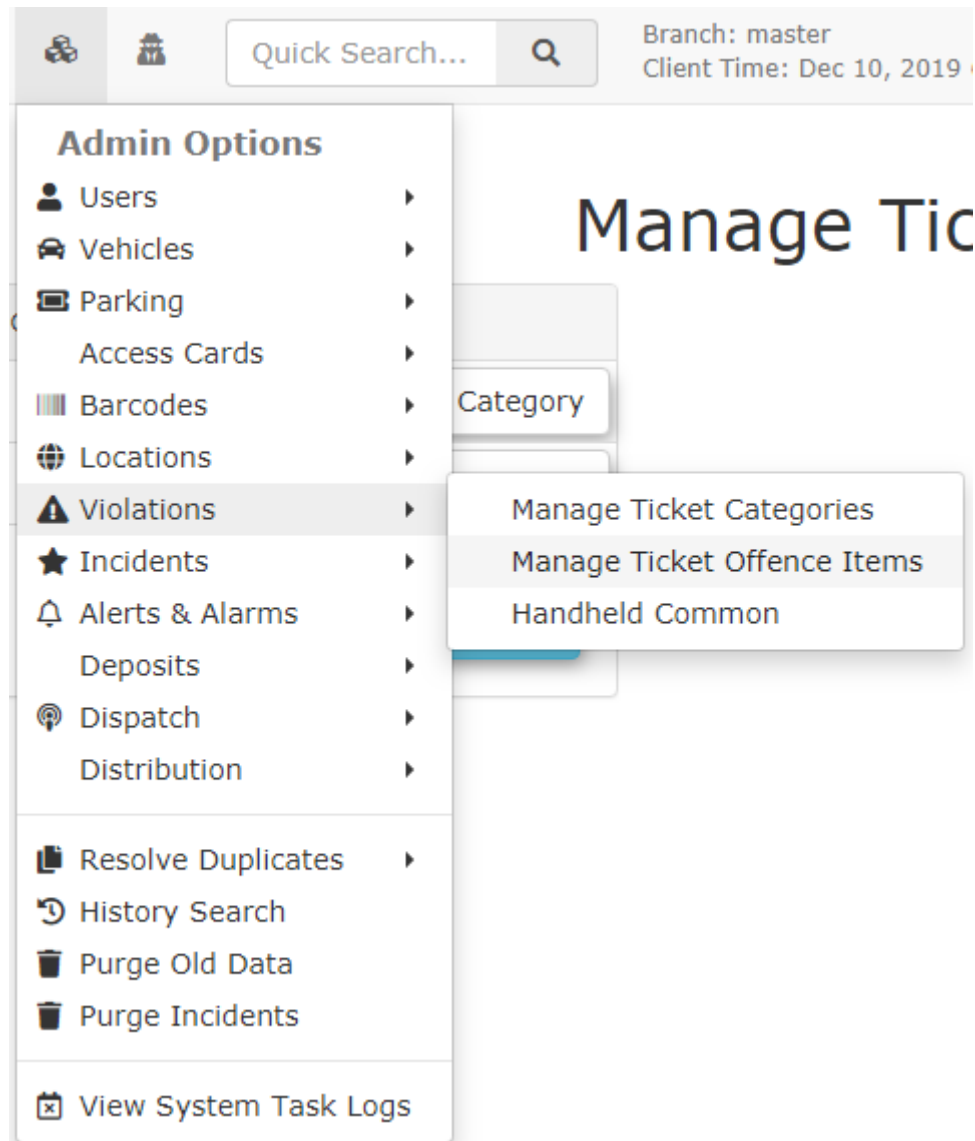 Quick Search...
Branch: master
Client Time: Dec 10, 2019
Admin Options
Users
Vehicles
Parking
Access Cards
Barcodes
Locations
Violations
Incidents
Alerts & Alarms
Deposits
Dispatch
Distribution
Resolve Duplicates
History Search
Purge Old Data
Purge Incidents
View System Task Logs
Manage Tic
Category
Manage Ticket Categories
Manage Ticket Offence Items
Handheld Common